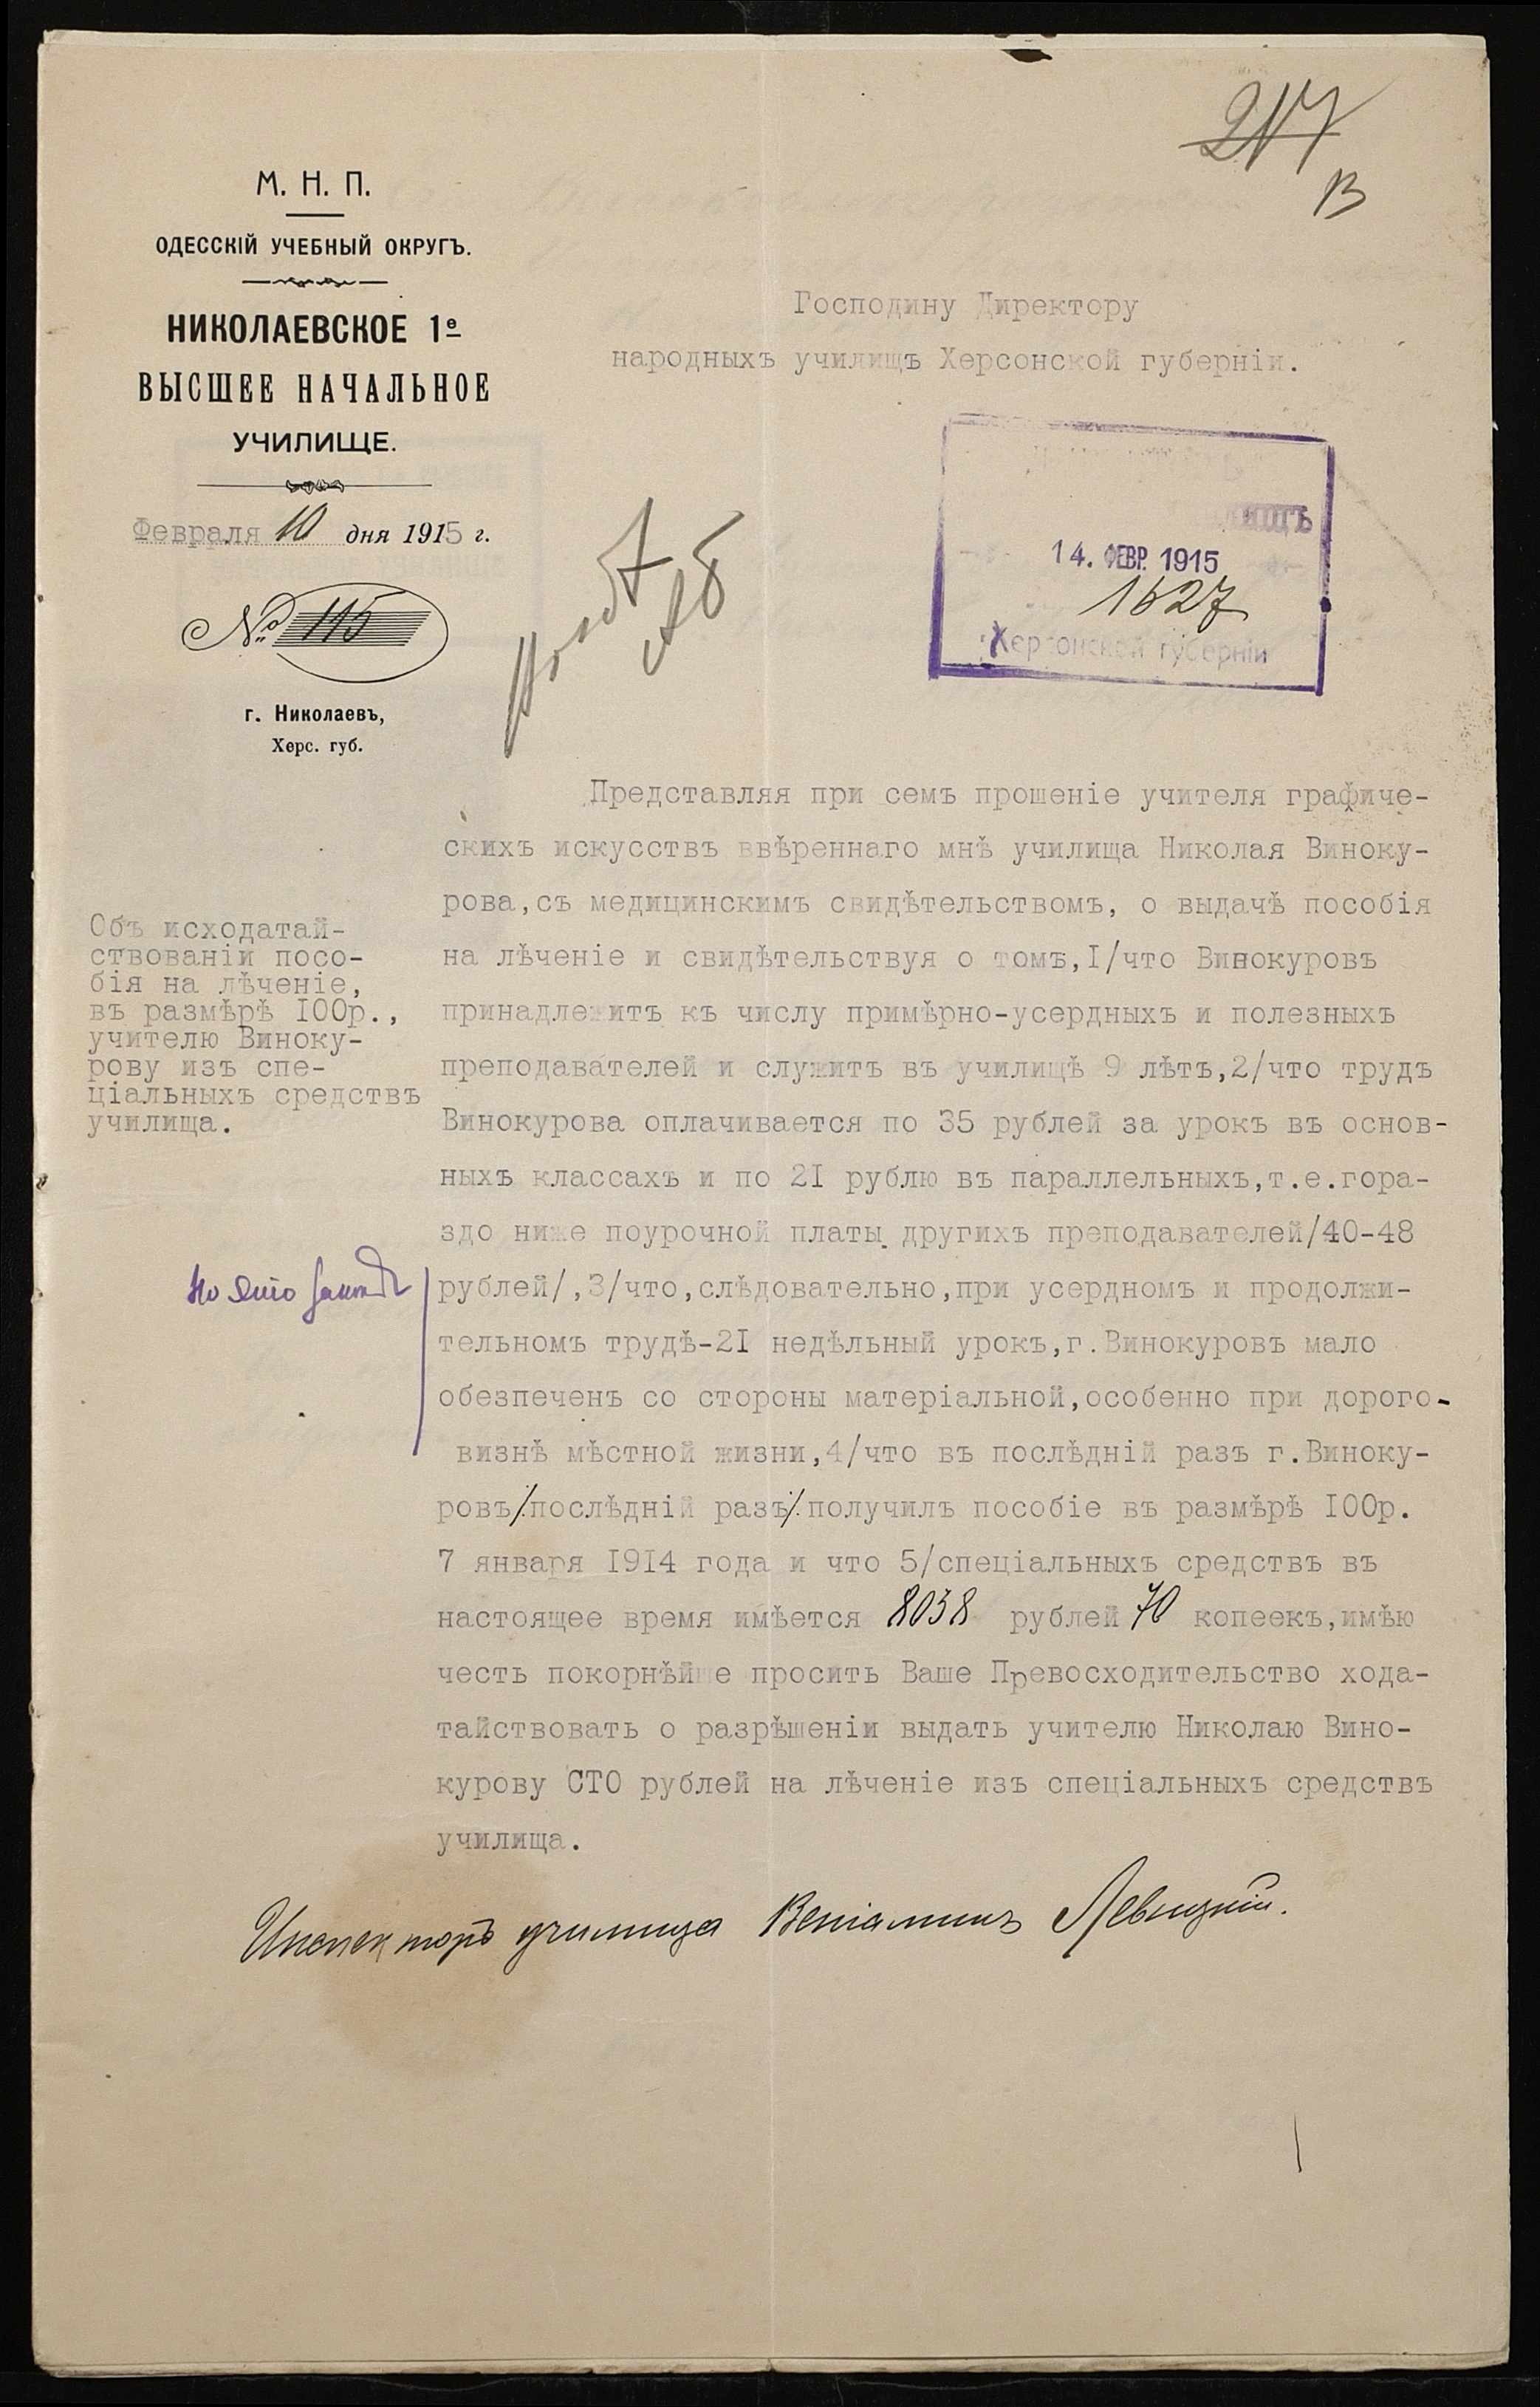 217
В
М. Н. П.
ОДЕССКІЙ УЧЕБНЫЙ ОКРУГЪ.
НИКОЛАЕВСКОЕ 1е
ВЫСШЕЕ НАЧАЛЬНОЕ
УЧИЛИЩЕ.
Февраля 10 дня 1915 г.
№ 115
г. Николаевъ,
Херс. губ.
Господину Директору
народныхъ училищъ Херсонской губерніи.
14. ФЕВР. 1915
1627
Херсонской губерніи
Объ исходатай-
ствованіи посо-
бія на лѣченіе,
въ размѣрѣ I00р.,
учителю Виноку-
рову изъ спе-
ціальныхъ средствъ
училища.
Представляя при семъ прошеніе учителя графиче-
скихъ искусствъ ввѣреннаго мнѣ училища Николая Виноку-
рова,съ медицинскимъ свидѣтельствомъ, о выдачѣ пособія
на лѣченіе и свидѣтельствуя о томъ,I/что Винокуровъ
принадлежитъ къ числу примѣрно-усердныхъ и полезныхъ
преподавателей и служитъ въ училищѣ 9 лѣтъ,2/что трудъ
Винокурова оплачивается по 35 рублей за урокъ въ основ-
ныхъ классахъ и по 2I рублю въ параллельныхъ,т.е.гора-
здо ниже поурочной платы другихъ преподавателей/40-48
рублей/,3/что,слѣдовательно,при усердномъ и продолжи-
тельномъ трудѣ-2I недѣльный урокъ,г.Винокуровъ мало
обезпеченъ со стороны матеріальной,особенно при дорого-
визнѣ мѣстной жизни,4/что въ послѣдній разъ г.Виноку-
ровъ/послѣдній разъ/получилъ пособіе въ размѣрѣ I00р.
7 января I9I4 года и что 5/спеціальныхъ средствъ въ
настоящее время имѣется 8038 рублей 70 копеекъ,имѣю
честь покорнѣйше просить Ваше Превосходительство хода-
тайствовать о разрѣшеніи выдать учителю Николаю Вино-
курову СТО рублей на лѣченіе изъ спеціальныхъ средствъ
училища.
Инспекторъ училища Веніаминъ Левицкій.